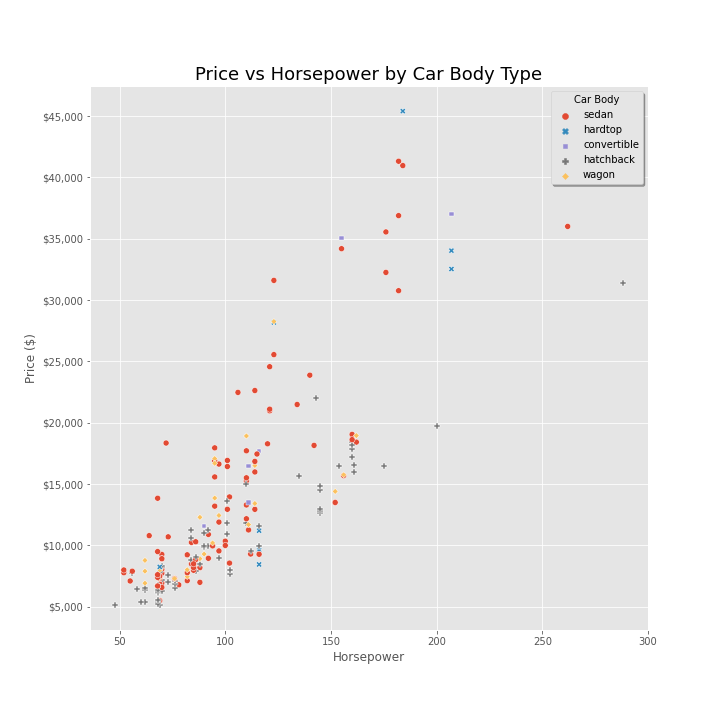 Price vs Horsepower by Car Body Type
Car Body
sedan
hardtop
convertible
hatchback
wagon
$45,000
$40,000
$35,000
$30,000
$25,000
$20,000
$15,000
$10,000
$5,000
Price ($)
50 100 150 200 250 300
Horsepower